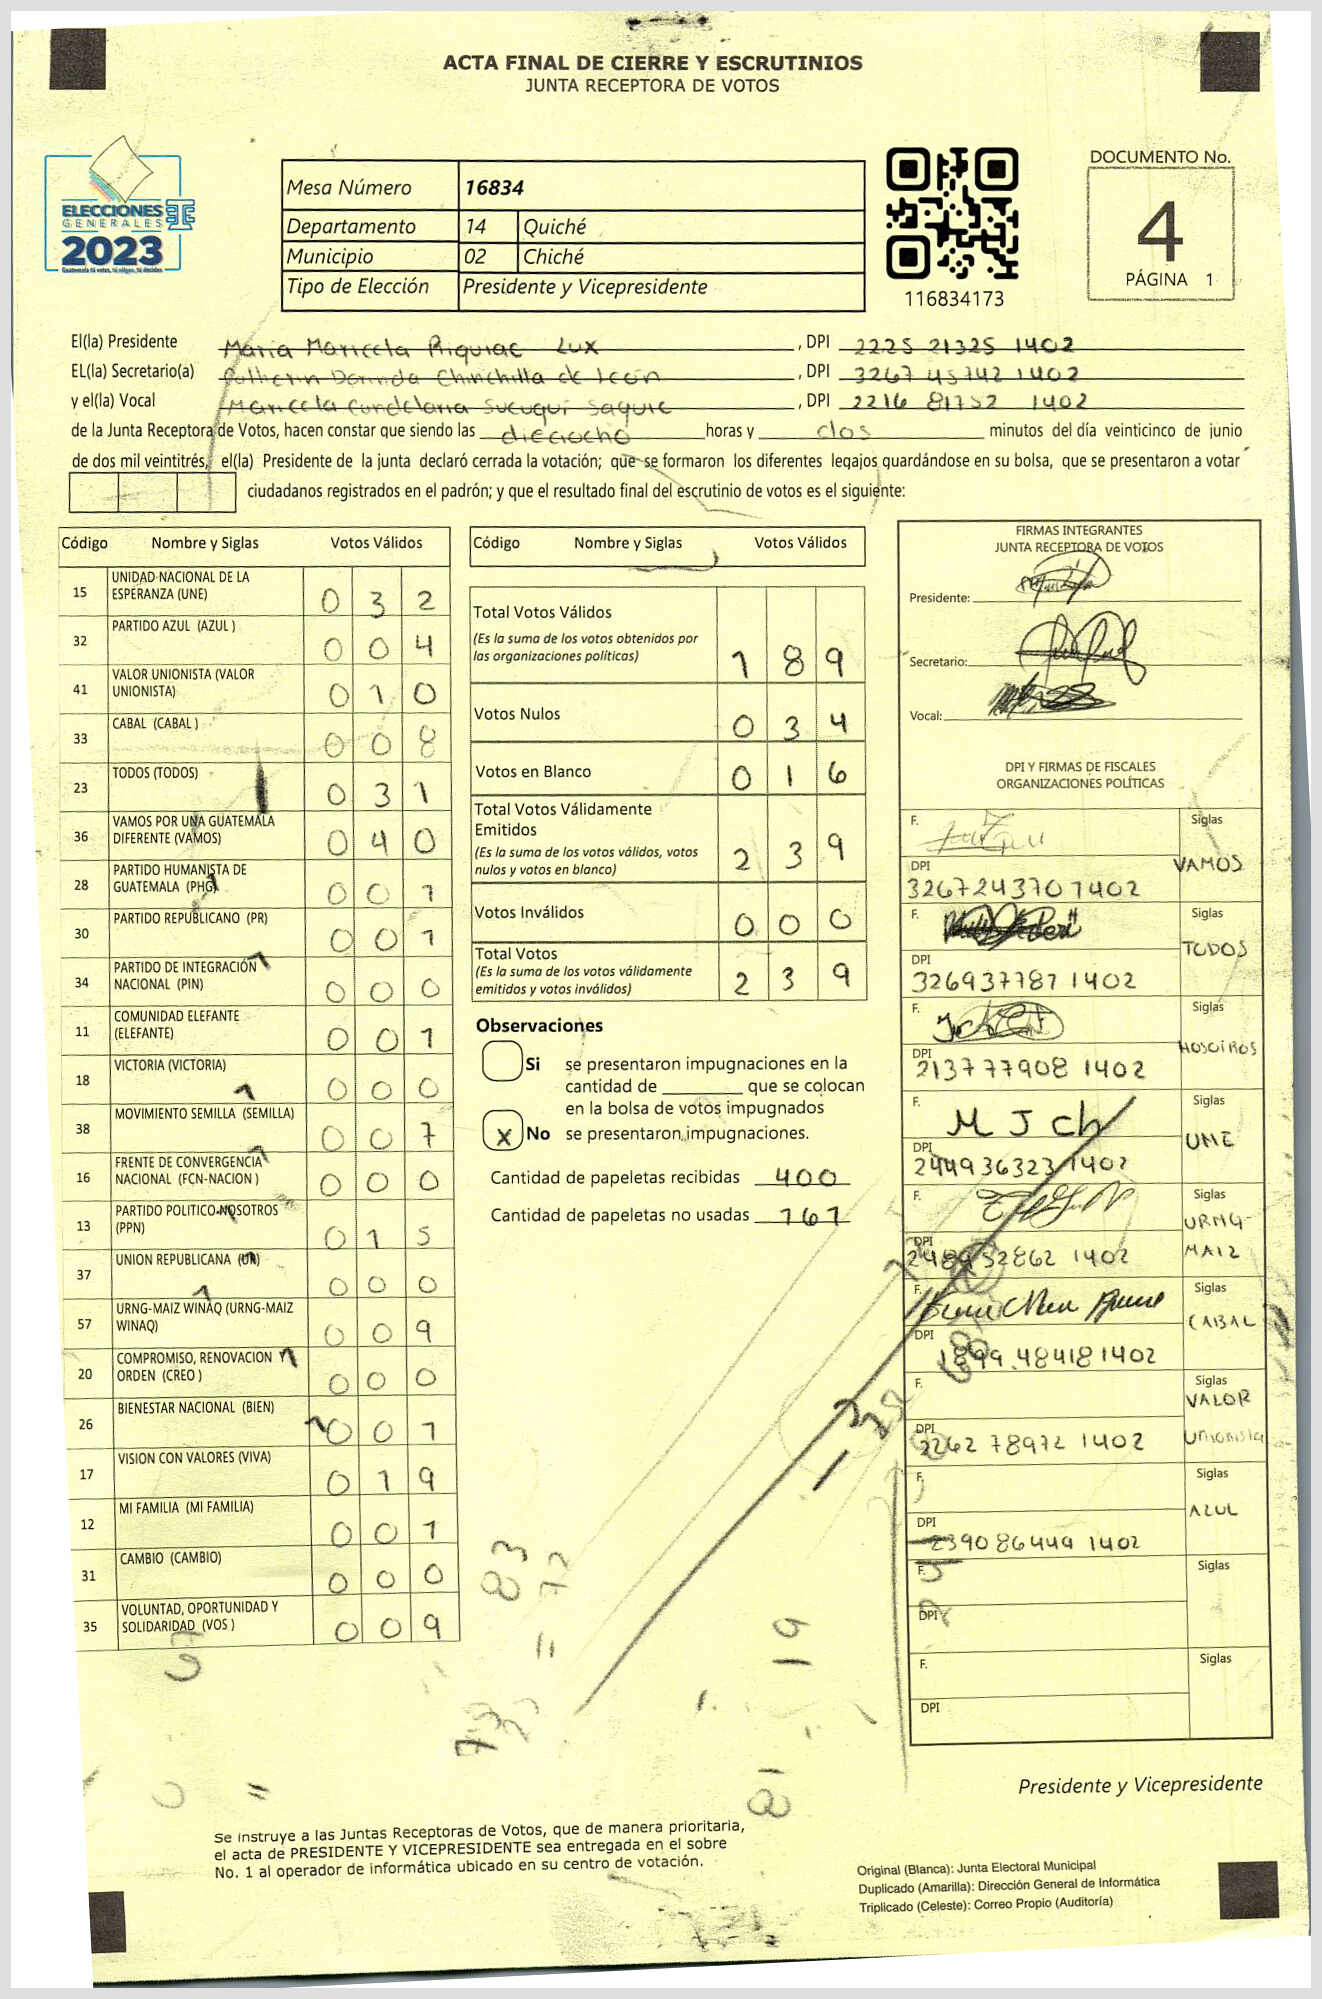 ACTA FINAL DE CIERRE Y ESCRUTINIOS
JUNTA RECEPTORA DE VOTOS
ELECCIONES
GENERALES
2023
Guatemala tú votas, tú eliges, tú decides
Mesa Número 16834
Departamento 14 Quiché
Municipio 02 Chiché
Tipo de Elección Presidente y Vicepresidente
116834173
DOCUMENTO No.
4
PÁGINA 1
El(la) Presidente Maria Maricela Riquiac Lux , DPI 2225 21325 1402
EL(la) Secretario(a) Dorinda Chinchilla de León , DPI 3267 45742 1402
y el(la) Vocal Maricela Candelaria Sucuquí Saquic , DPI 2216 81752 1402
de la Junta Receptora de Votos, hacen constar que siendo las dieciocho horas y dos minutos del día veinticinco de junio
de dos mil veintitrés, el(la) Presidente de la junta declaró cerrada la votación; que se formaron los diferentes legajos guardándose en su bolsa, que se presentaron a votar
ciudadanos registrados en el padrón; y que el resultado final del escrutinio de votos es el siguiente:
Código Nombre y Siglas Votos Válidos
15 UNIDAD NACIONAL DE LA ESPERANZA (UNE) 0 3 2
32 PARTIDO AZUL (AZUL ) 0 0 4
41 VALOR UNIONISTA (VALOR UNIONISTA) 0 1 0
33 CABAL (CABAL ) 0 0 8
23 TODOS (TODOS) 0 3 1
36 VAMOS POR UNA GUATEMALA DIFERENTE (VAMOS) 0 4 0
28 PARTIDO HUMANISTA DE GUATEMALA (PHG) 0 0 1
30 PARTIDO REPUBLICANO (PR) 0 0 1
34 PARTIDO DE INTEGRACIÓN NACIONAL (PIN) 0 0 0
11 COMUNIDAD ELEFANTE (ELEFANTE) 0 0 1
18 VICTORIA (VICTORIA) 0 0 0
38 MOVIMIENTO SEMILLA (SEMILLA) 0 0 7
16 FRENTE DE CONVERGENCIA NACIONAL (FCN-NACION ) 0 0 0
13 PARTIDO POLITICO NOSOTROS (PPN) 0 1 5
37 UNION REPUBLICANA (UR) 0 0 0
57 URNG-MAIZ WINAQ (URNG-MAIZ WINAQ) 0 0 9
20 COMPROMISO, RENOVACION Y ORDEN (CREO ) 0 0 0
26 BIENESTAR NACIONAL (BIEN) 0 0 1
17 VISION CON VALORES (VIVA) 0 1 9
12 MI FAMILIA (MI FAMILIA) 0 0 1
31 CAMBIO (CAMBIO) 0 0 0
35 VOLUNTAD, OPORTUNIDAD Y SOLIDARIDAD (VOS ) 0 0 9
Código Nombre y Siglas Votos Válidos
Total Votos Válidos
(Es la suma de los votos obtenidos por
las organizaciones políticas) 1 8 9
Votos Nulos 0 3 4
Votos en Blanco 0 1 6
Total Votos Válidamente
Emitidos
(Es la suma de los votos válidos, votos
nulos y votos en blanco) 2 3 9
Votos Inválidos 0 0 0
Total Votos
(Es la suma de los votos válidamente
emitidos y votos inválidos) 2 3 9
Observaciones
Si se presentaron impugnaciones en la
cantidad de ________ que se colocan
en la bolsa de votos impugnados
X No se presentaron impugnaciones.
Cantidad de papeletas recibidas 400
Cantidad de papeletas no usadas 161
FIRMAS INTEGRANTES
JUNTA RECEPTORA DE VOTOS
Presidente:
Secretario:
Vocal:
DPI Y FIRMAS DE FISCALES
ORGANIZACIONES POLÍTICAS
F. Siglas
VAMOS
DPI
3267243701402
F. Siglas
TODOS
DPI
3269377871402
F. Siglas
NOSOTROS
DPI
213777908 1402
F. M J Ch Siglas
UNE
DPI
244936323 1402
F. Siglas
URNG-
MAIZ
DPI
248952862 1402
F. Siglas
CABAL
DPI
1899.484181402
F. Siglas
VALOR
Unionista
DPI
2262 78972 1402
F. Siglas
AZUL
DPI
239086449 1402
F. Siglas
DPI
F. Siglas
DPI
Presidente y Vicepresidente
Se instruye a las Juntas Receptoras de Votos, que de manera prioritaria,
el acta de PRESIDENTE Y VICEPRESIDENTE sea entregada en el sobre
No. 1 al operador de informática ubicado en su centro de votación.
Original (Blanca): Junta Electoral Municipal
Duplicado (Amarilla): Dirección General de Informática
Triplicado (Celeste): Correo Propio (Auditoría)